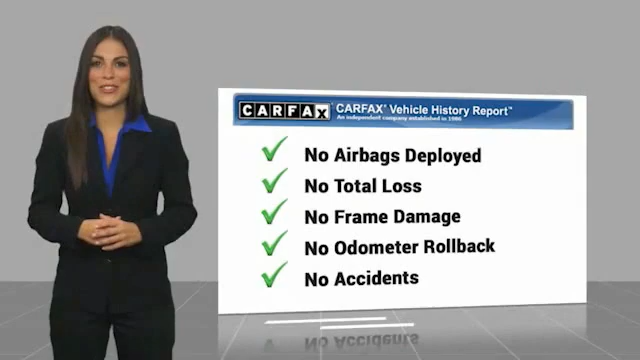 CARFAX CARFAX® Vehicle History Report™
An independent company established in 1986
No Airbags Deployed
No Total Loss
No Frame Damage
No Odometer Rollback
No Accidents